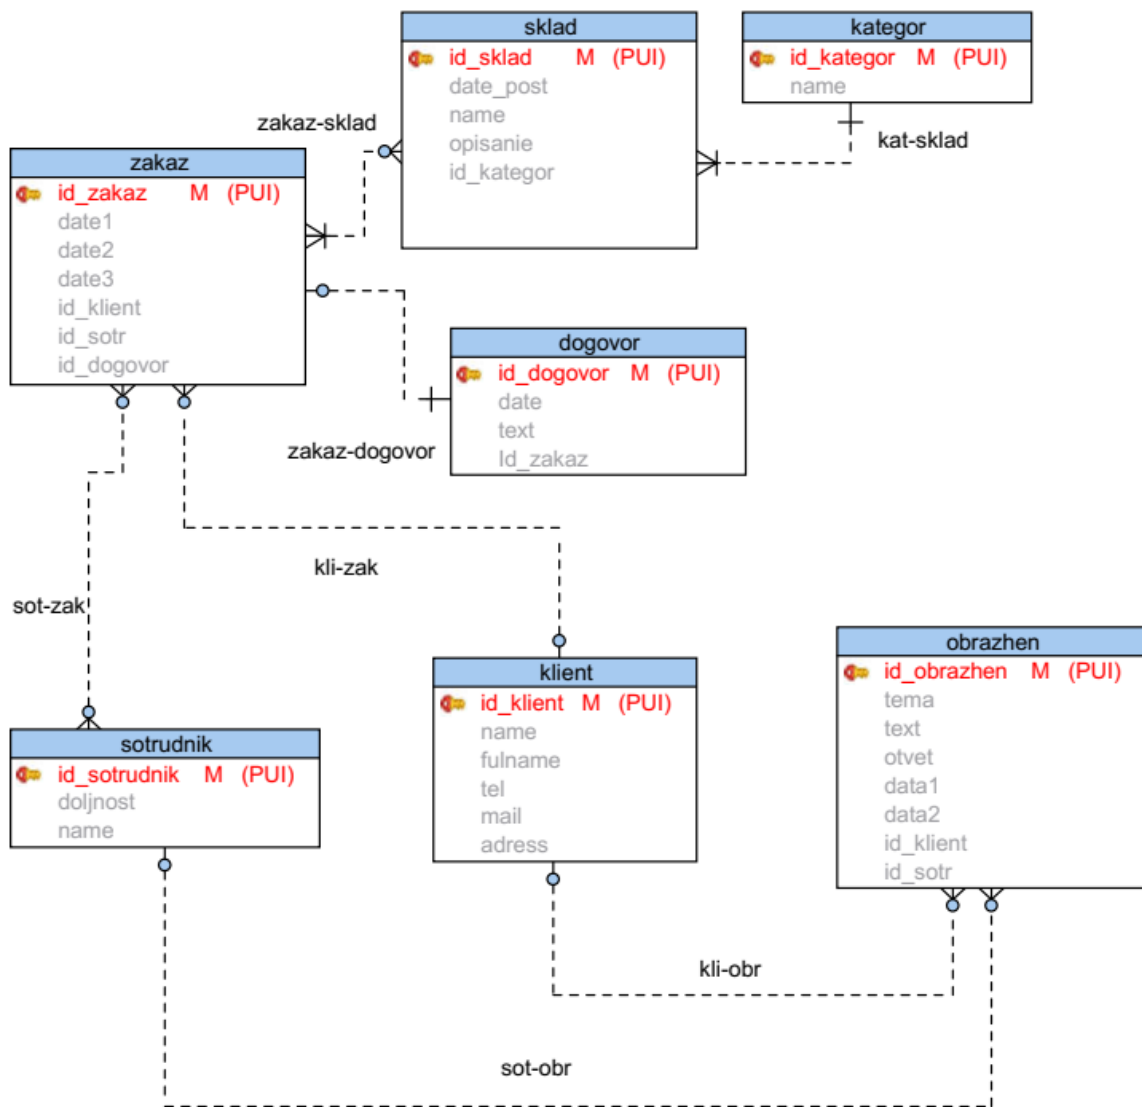 sklad
id_sklad M (PUI)
date_post
name
opisanie
id_kategor
kategor
id_kategor M (PUI)
name
zakaz-sklad
kat-sklad
zakaz
id_zakaz M (PUI)
date1
date2
date3
id_klient
id_sotr
id_dogovor
dogovor
id_dogovor M (PUI)
date
text
Id_zakaz
zakaz-dogovor
kli-zak
sot-zak
klient
id_klient M (PUI)
name
fulname
tel
mail
adress
obrazhen
id_obrazhen M (PUI)
tema
text
otvet
data1
data2
id_klient
id_sotr
sotrudnik
id_sotrudnik M (PUI)
doljnost
name
kli-obr
sot-obr